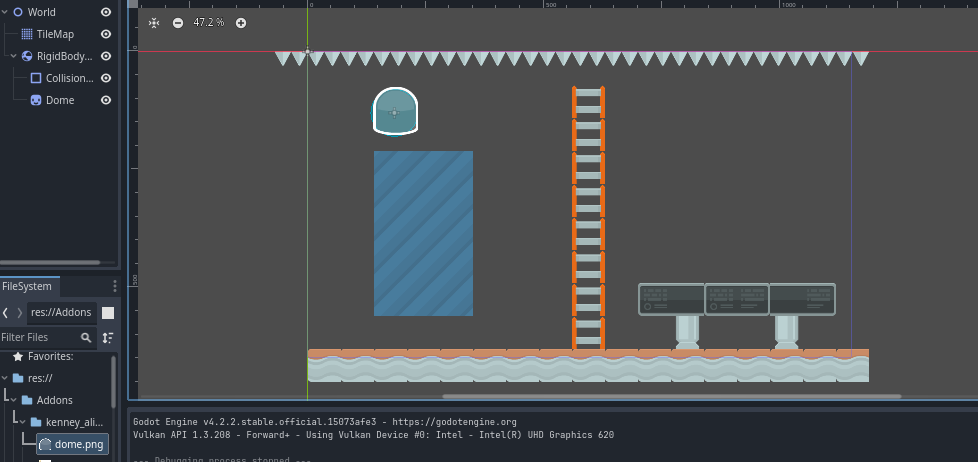 World
TileMap
RigidBody...
Collision...
Dome
FileSystem
res://Addons
Filter Files
Favorites:
res://
Addons
kenney_ali...
dome.png
0
500
1000
0
500
47.2 %
Godot Engine v4.2.2.stable.official.15073afe3 - https://godotengine.org
Vulkan API 1.3.208 - Forward+ - Using Vulkan Device #0: Intel - Intel(R) UHD Graphics 620
--- Debugging process stopped ---